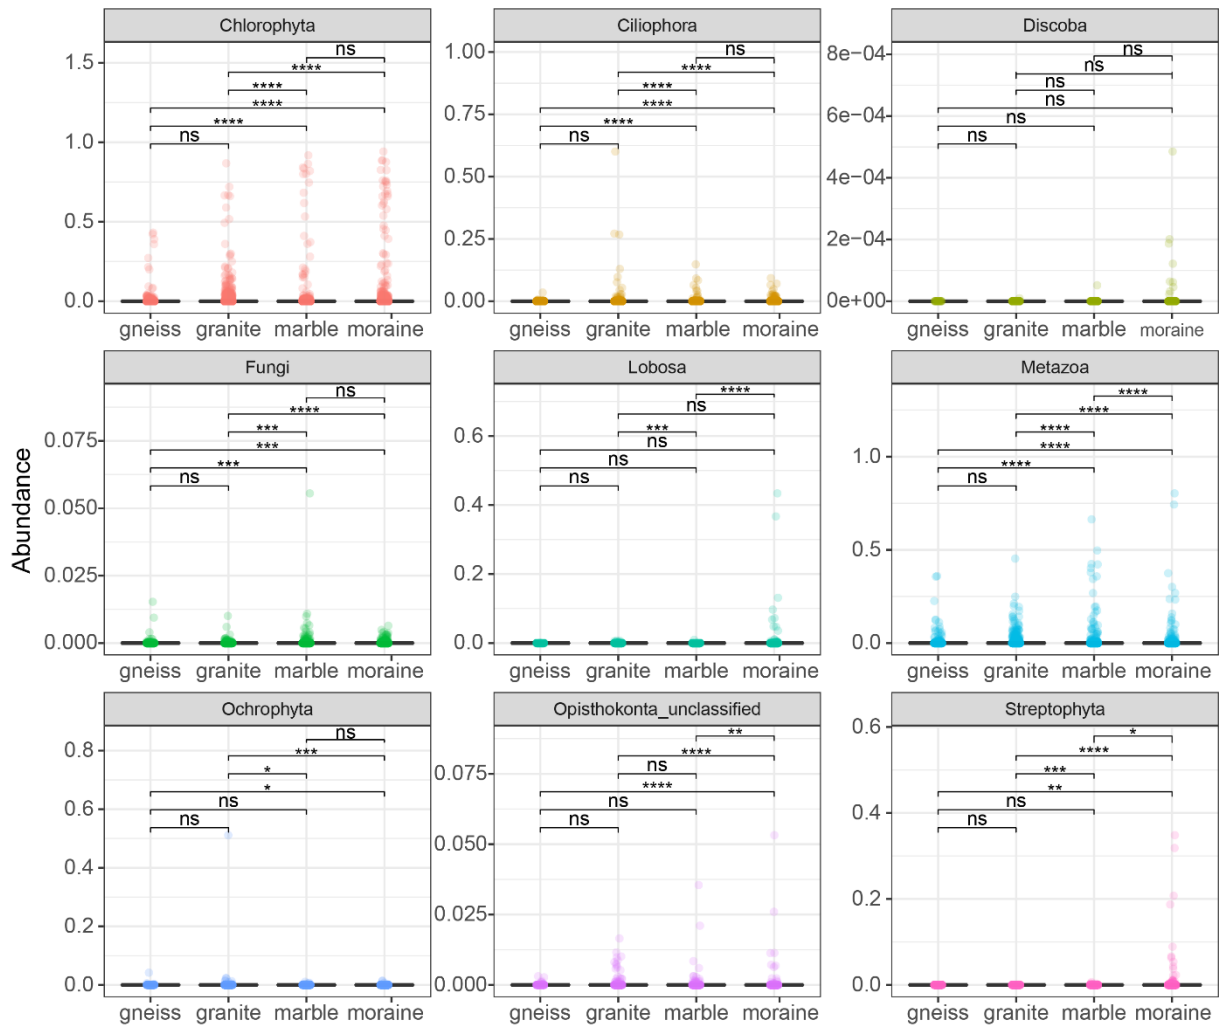 Chlorophyta
Ciliophora
Discoba
1.5
1.0
0.5
0.0
ns
****
****
****
****
ns
gneiss granite marble moraine
1.00
0.75
0.50
0.25
0.00
ns
****
****
****
****
ns
gneiss granite marble moraine
8e−04
6e−04
4e−04
2e−04
0e+00
ns
ns
ns
ns
ns
ns
gneiss granite marble moraine
Abundance
Fungi
Lobosa
Metazoa
0.075
0.050
0.025
0.000
ns
****
***
***
***
ns
gneiss granite marble moraine
0.6
0.4
0.2
0.0
****
ns
***
ns
ns
ns
gneiss granite marble moraine
1.0
0.5
0.0
****
****
****
****
****
ns
gneiss granite marble moraine
Ochrophyta
Opisthokonta_unclassified
Streptophyta
0.8
0.6
0.4
0.2
0.0
ns
***
*
*
ns
ns
gneiss granite marble moraine
0.075
0.050
0.025
0.000
**
****
ns
****
ns
ns
gneiss granite marble moraine
0.6
0.4
0.2
0.0
*
****
***
**
ns
ns
gneiss granite marble moraine